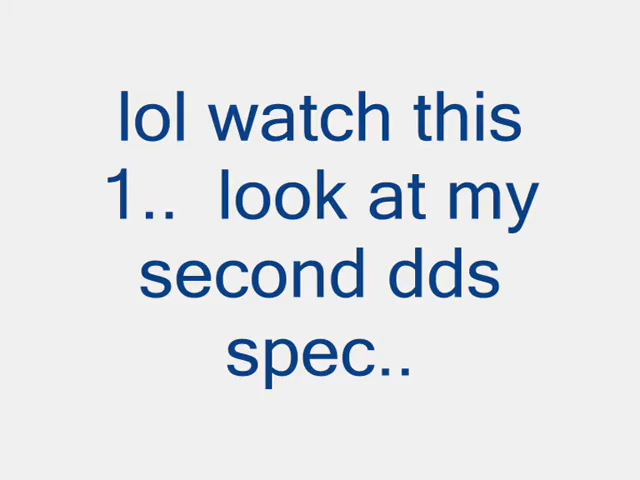 lol watch this
1..  look at my
second dds
spec..